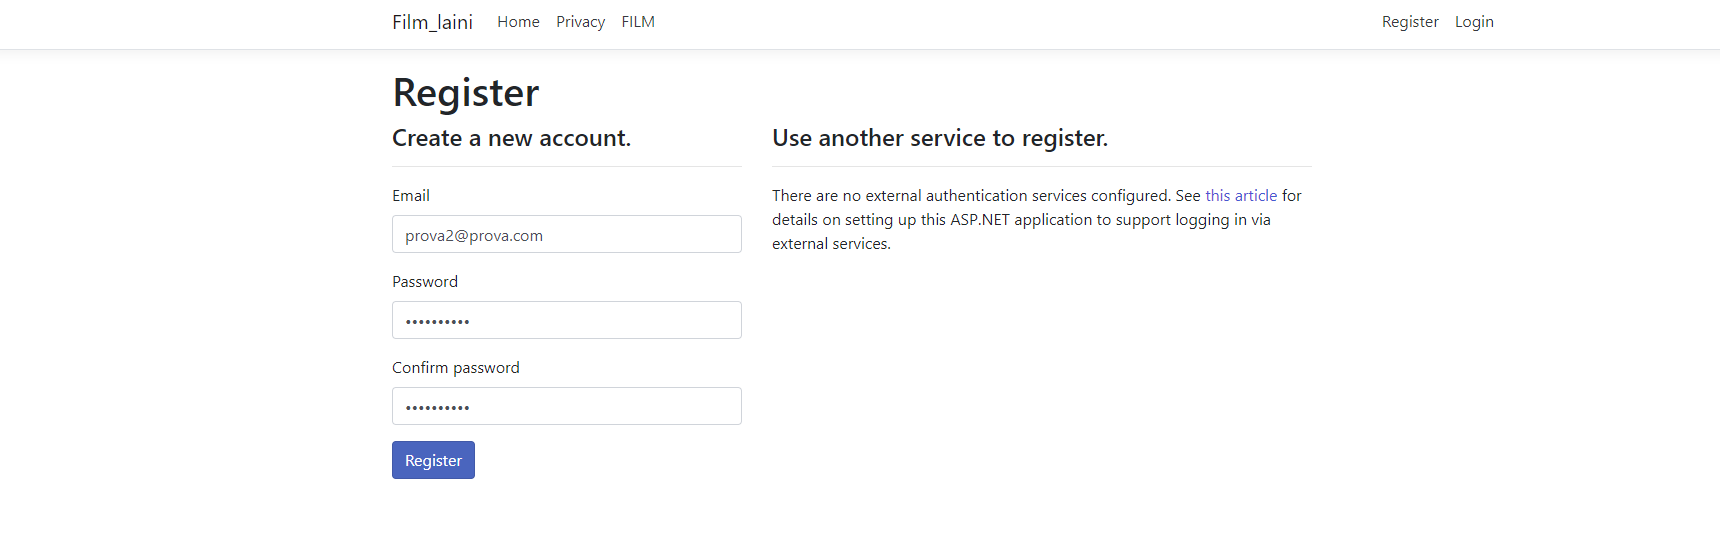 Film_laini Home Privacy FILM Register Login
Register
Create a new account.
Email
prova2@prova.com
Password
••••••••••
Confirm password
••••••••••
Register
Use another service to register.
There are no external authentication services configured. See this article for
details on setting up this ASP.NET application to support logging in via
external services.